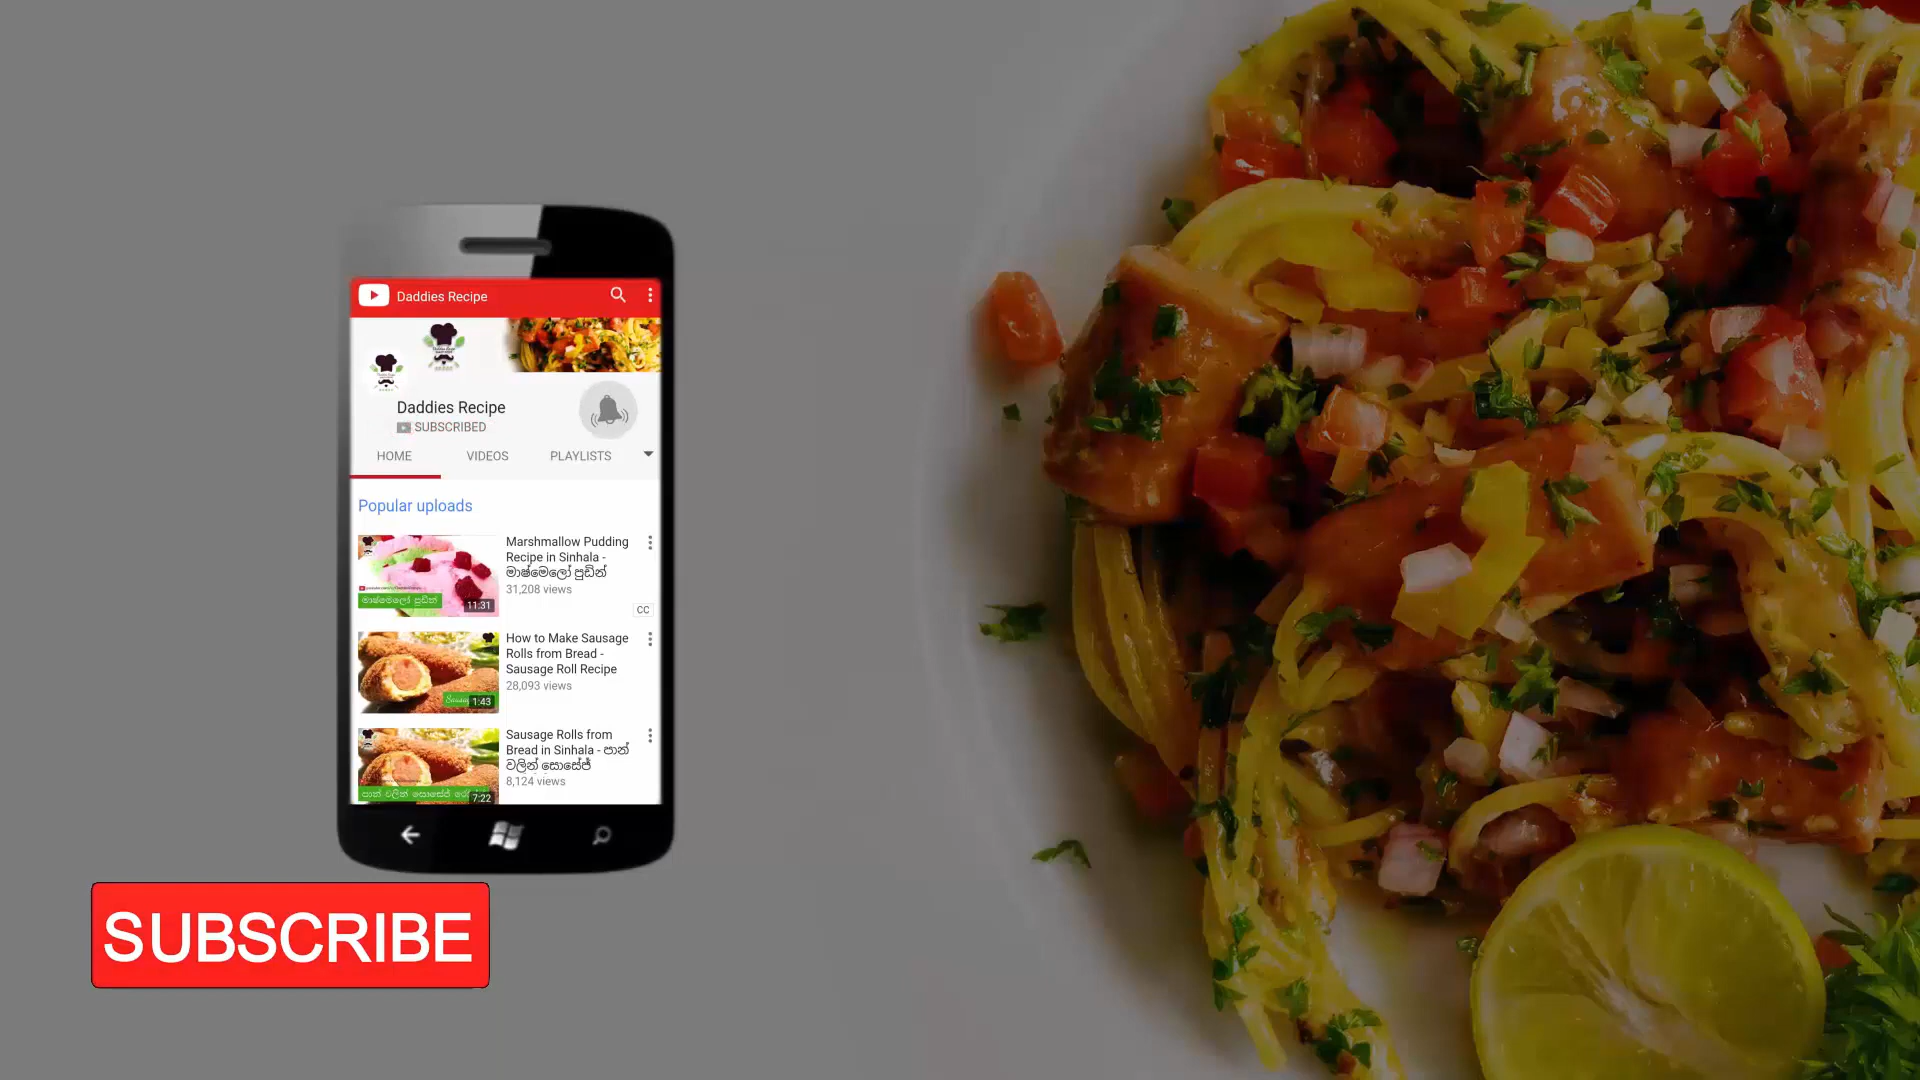 Daddies Recipe
Daddies Recipe
SUBSCRIBED
HOME
VIDEOS
PLAYLISTS
Popular uploads
Marshmallow Pudding
Recipe in Sinhala -
මාෂ්මෙලෝ පුඩින්
31,208 views
CC
මාෂ්මෙලෝ පුඩින්
11:31
How to Make Sausage
Rolls from Bread -
Sausage Roll Recipe
28,093 views
1:43
Sausage Rolls from
Bread in Sinhala - පාන්
වලින් සොසේජ්
8,124 views
පාන් වලින් සොසේජ්
7:22
SUBSCRIBE